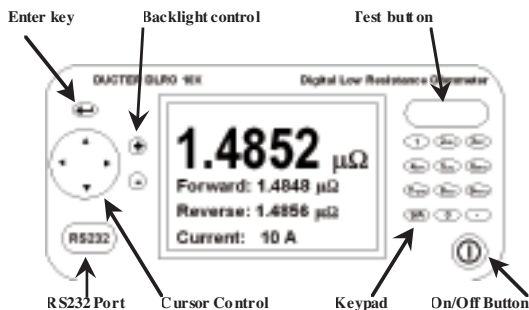 Enter key
Backlight control
Test button
DUCTER DLRO 10X
Digital Low Resistance Ohmmeter
1.4852 μΩ
Forward: 1.4848 μΩ
Reverse: 1.4856 μΩ
Current: 10 A
+
-
RS232
1
RS232 Port
Cursor Control
Keypad
On/Off Button